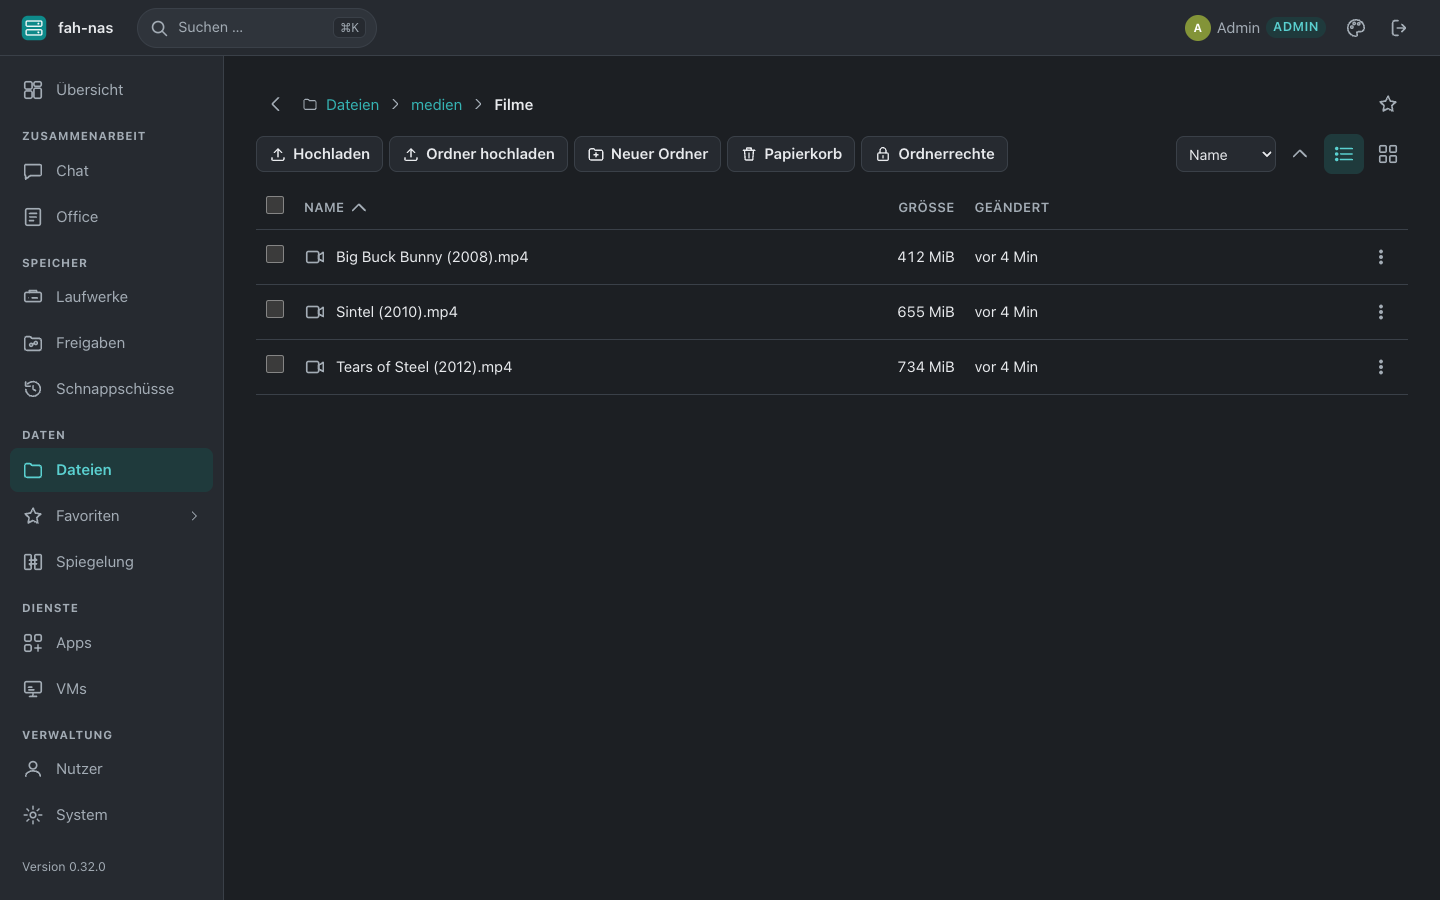 fah-nas
Suchen ...
⌘K
A
Admin
ADMIN
Übersicht
ZUSAMMENARBEIT
Chat
Office
SPEICHER
Laufwerke
Freigaben
Schnappschüsse
DATEN
Dateien
Favoriten
Spiegelung
DIENSTE
Apps
VMs
VERWALTUNG
Nutzer
System
Version 0.32.0
Dateien > medien > Filme
Hochladen
Ordner hochladen
Neuer Ordner
Papierkorb
Ordnerrechte
Name
NAME GRÖSSE GEÄNDERT
Big Buck Bunny (2008).mp4 412 MiB vor 4 Min
Sintel (2010).mp4 655 MiB vor 4 Min
Tears of Steel (2012).mp4 734 MiB vor 4 Min